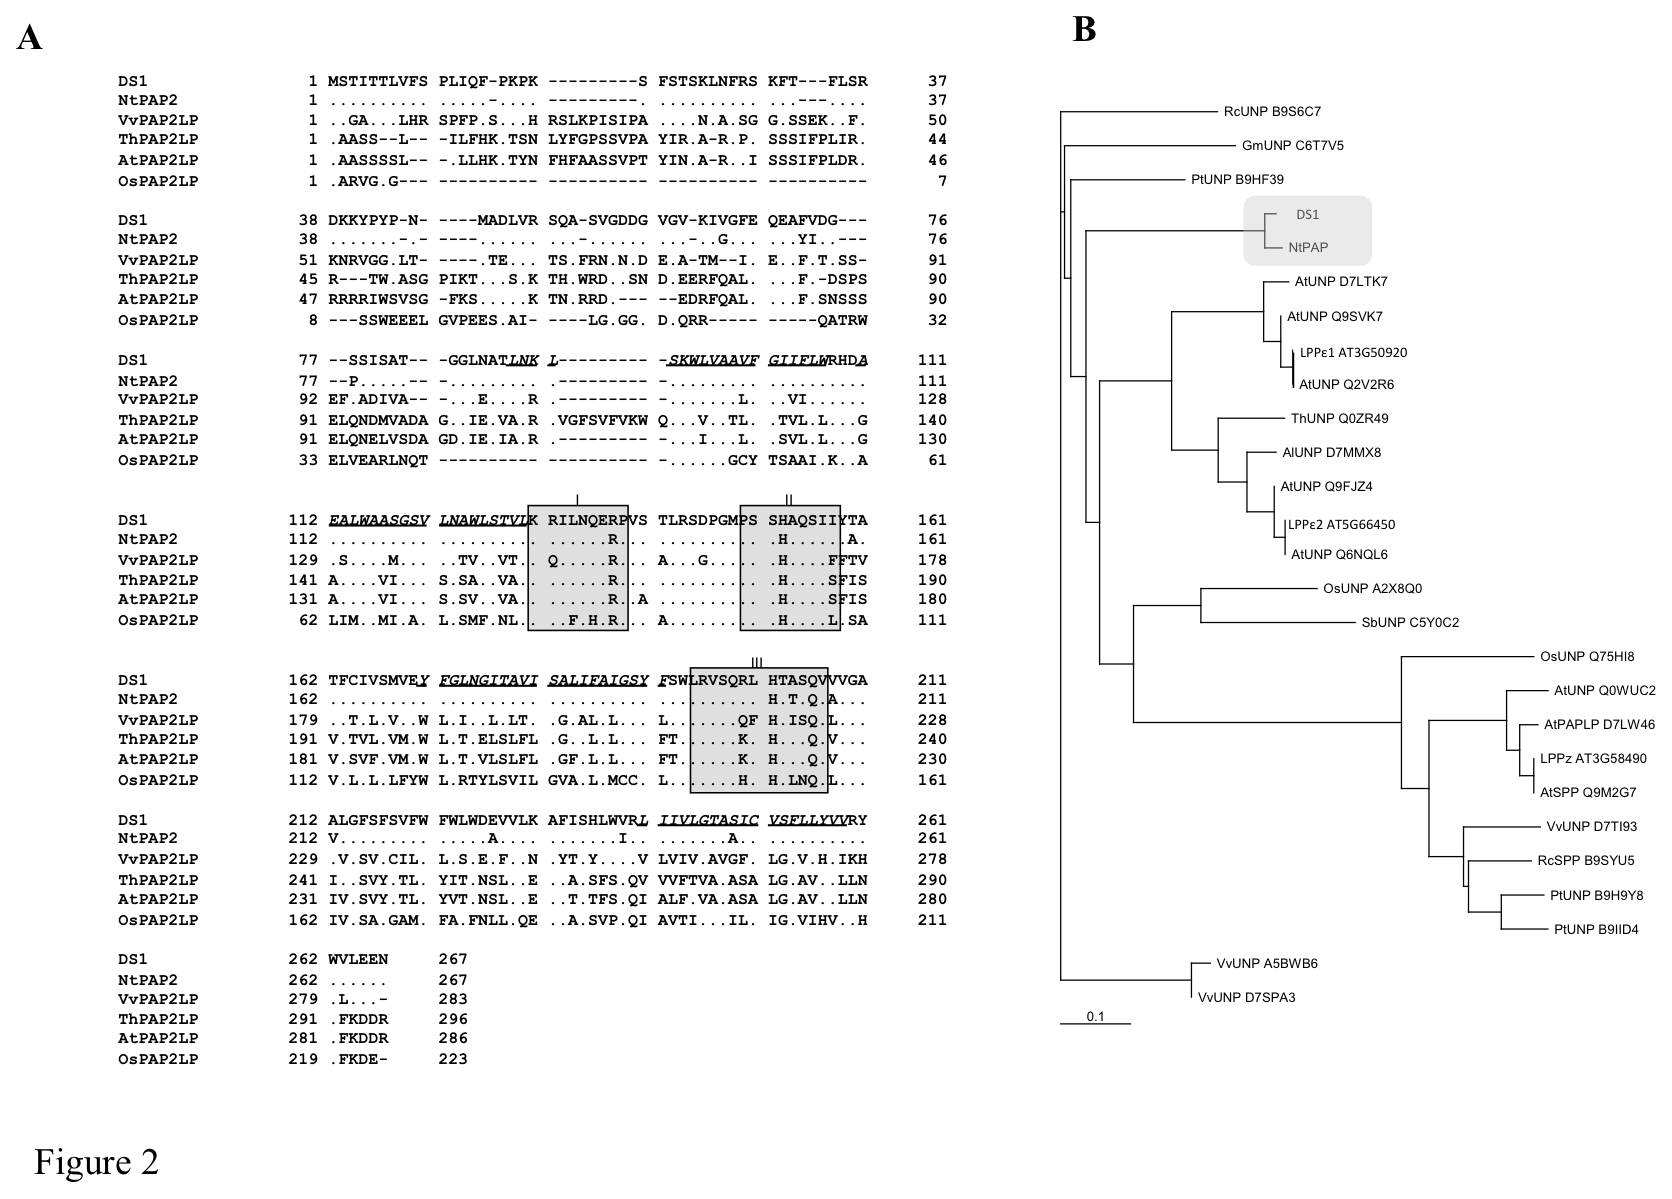 A
DS1 1 MSTITTLVFS PLIQF-PKPK ---------S FSTSKLNFRS KFT---FLSR 37
NtPAP2 1 .......... .....-.... ---------. .......... ...---.... 37
VvPAP2LP 1 ..GA...LHR SPFP.S...H RSLKPISIPA ....N.A.SG G.SSEK..F. 50
ThPAP2LP 1 .AASS--L-- -ILFHK.TSN LYFGPSSVPA YIR.A-R.P. SSSIFPLIR. 44
AtPAP2LP 1 .AASSSSL-- -.LLHK.TYN FHFAASSVPT YIN.A-R..I SSSIFPLDR. 46
OsPAP2LP 1 .ARVG.G--- ---------- ---------- ---------- ---------- 7
DS1 38 DKKYPYP-N- -----MADLVR SQA-SVGDDG VGV-KIVGFE QEAFVDG--- 76
NtPAP2 38 .......-.- ----...... ...-...... ...-..G... ...YI..--- 76
VvPAP2LP 51 KNRVGG.LT- ----.TE... TS.FRN.N.D E.A-TM--I. E..F.T.SS- 91
ThPAP2LP 45 R---TW.ASG PIKT...S.K TH.WRD..SN D.EERFQAL. ...F.-DSPS 90
AtPAP2LP 47 RRRRIWSVSG -FKS.....K TN.RRD.--- -EDRFQAL. ...F.SNSSS 90
OsPAP2LP 8 ---SSWEEEL GVPEES.AI- ----LG.GG. D.QRR----- -----QATRW 32
DS1 77 --SSISAT-- -GGLNATLNK L--------- -SKWLVAAVF GIIFLWRHDA 111
NtPAP2 77 --P.....-- -......... .--------- -......... .......... 111
VvPAP2LP 92 EF.ADIVA-- -...E....R .--------- -.......L. ..VI...... 128
ThPAP2LP 91 ELQNDMVADA G..IE.VA.R .VGFSVFVKW Q...V..TL. .TVL.L...G 140
AtPAP2LP 91 ELQNELVSDA GD.IE.IA.R .--------- -...I...L. .SVL.L...G 130
OsPAP2LP 33 ELVEARLNQT ---------- ---------- -......GCY TSAAI.K..A 61
I II
DS1 112 EALWAASGSV LNAWLSTVLK RILNQERPVS TLRSDPGMPS SHAQSIIYTA 161
NtPAP2 112 .......... .......... ......R... .......... .H......A. 161
VvPAP2LP 129 .S....M... ..TV..VT.. Q.....R... A...G..... .H....FFTV 178
ThPAP2LP 141 A....VI... S.SA..VA.. ......R... .......... .H....SFIS 190
AtPAP2LP 131 A....VI... S.SV..VA.. ......R..A .......... .H....SFIS 180
OsPAP2LP 62 LIM..MI.A. L.SMF.NL.. ..F.H.R... A......... .H....L.SA 111
III
DS1 162 TFCIVSMVEY FGLNGITAVI SALIFAIGSY FSWLRVSQRL HTASQVVVGA 211
NtPAP2 162 .......... .......... .......... .......... H.T.Q.A... 211
VvPAP2LP 179 ..T.L.V..W L.I..L.LT. .G.AL.L... L.......QF H.ISQ.L... 228
ThPAP2LP 191 V.TVL.VM.W L.T.ELSLFL .G..L.L... FT......K. H...Q.V... 240
AtPAP2LP 181 V.SVF.VM.W L.T.VLSLFL .GF.L.L... FT......K. H...Q.V... 230
OsPAP2LP 112 V.L.L.LFYW L.RTYLSVIL GVA.L.MCC. L.......H. H.LNQ.L... 161
DS1 212 ALGFSFSVFW FWLWDEVVLK AFISHLWVRL IIVLGTASIC VSFLLYVVRY 261
NtPAP2 212 V......... .....A.... ........I. ......A... .......... 261
VvPAP2LP 229 .V.SV.CIL. L.S.E.F..N .YT.Y....V LVIV.AVGF. LG.V.H.IKH 278
ThPAP2LP 241 I..SVY.TL. YIT.NSL..E ..A.SFS.QV VVFTVA.ASA LG.AV..LLN 290
AtPAP2LP 231 IV.SVY.TL. YVT.NSL..E ..T.TFS.QI ALF.VA.ASA LG.AV..LLN 280
OsPAP2LP 162 IV.SA.GAM. FA.FNLL.QE ..A.SVP.QI AVTI...IL. IG.VIHV..H 211
DS1 262 WVLEEN 267
NtPAP2 262 ...... 267
VvPAP2LP 279 .L...- 283
ThPAP2LP 291 .FKDDR 296
AtPAP2LP 281 .FKDDR 286
OsPAP2LP 219 .FKDE- 223
B
RcUNP B9S6C7
GmUNP C6T7V5
PtUNP B9HF39
DS1
NtPAP
AtUNP D7LTK7
AtUNP Q9SVK7
LPPε1 AT3G50920
AtUNP Q2V2R6
ThUNP Q0ZR49
AlUNP D7MMX8
AtUNP Q9FJZ4
LPPε2 AT5G66450
AtUNP Q6NQL6
OsUNP A2X8Q0
SbUNP C5Y0C2
OsUNP Q75HI8
AtUNP Q0WUC2
AtPAPLP D7LW46
LPPz AT3G58490
AtSPP Q9M2G7
VvUNP D7TI93
RcSPP B9SYU5
PtUNP B9H9Y8
PtUNP B9IID4
VvUNP A5BWB6
VvUNP D7SPA3
0.1
Figure 2